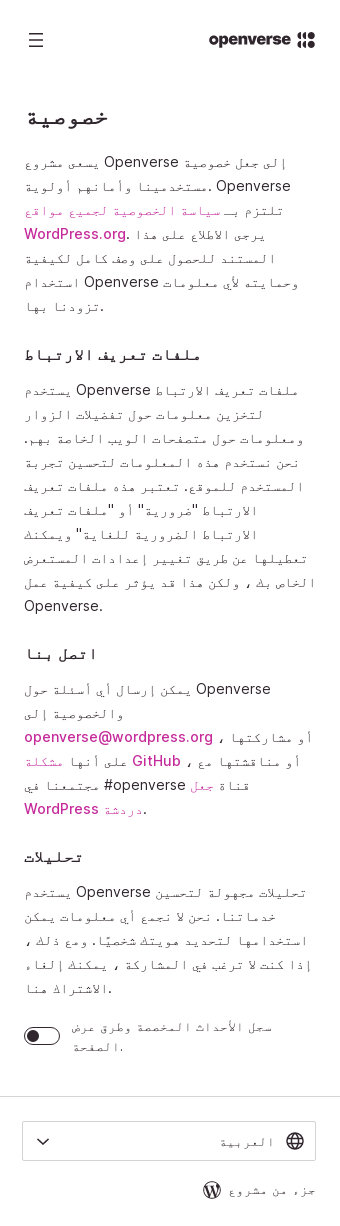 openverse
خصوصية
يسعى مشروع Openverse إلى جعل خصوصية
مستخدمينا وأمانهم أولوية. Openverse
تلتزم بـ سياسة الخصوصية لجميع مواقع
WordPress.org. يرجى الاطلاع على هذا
المستند للحصول على وصف كامل لكيفية
استخدام Openverse وحمايته لأي معلومات
تزودنا بها.
ملفات تعريف الارتباط
يستخدم Openverse ملفات تعريف الارتباط
لتخزين معلومات حول تفضيلات الزوار
ومعلومات حول متصفحات الويب الخاصة بهم.
نحن نستخدم هذه المعلومات لتحسين تجربة
المستخدم للموقع. تعتبر هذه ملفات تعريف
الارتباط "ضرورية" أو "ملفات تعريف
الارتباط الضرورية للغاية" ويمكنك
تعطيلها عن طريق تغيير إعدادات المستعرض
الخاص بك ، ولكن هذا قد يؤثر على كيفية عمل
Openverse.
اتصل بنا
يمكن إرسال أي أسئلة حول Openverse
والخصوصية إلى
openverse@wordpress.org ، أو مشاركتها
على أنها مشكلة GitHub ، أو مناقشتها مع
مجتمعنا في #openverse قناة جعل
WordPress دردشة.
تحليلات
يستخدم Openverse تحليلات مجهولة لتحسين
خدماتنا. نحن لا نجمع أي معلومات يمكن
استخدامها لتحديد هويتك شخصيًا. ومع ذلك ،
إذا كنت لا ترغب في المشاركة ، يمكنك إلغاء
الاشتراك هنا.
سجل الأحداث المخصصة وطرق عرض
الصفحة.
العربية
جزء من مشروع